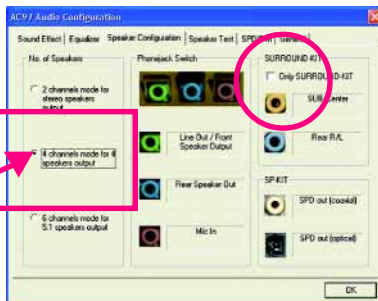 AC97 Audio Configuration
Sound Effect
Equalizer
Speaker Configuration
Speaker Test
General
No. of Speakers
2 channels mode for
stereo speakers
output
4 channels mode for 4
speakers output
6 channels mode for
5.1 speakers output
Phonejack Switch
Line Out / Front
Speaker Output
Rear Speaker Out
Mic In
SURROUND-KIT
Only SURROUND-KIT
SUB Center
Rear R/L
SP-KIT
SPD out (coaxial)
SPD out (optical)
OK